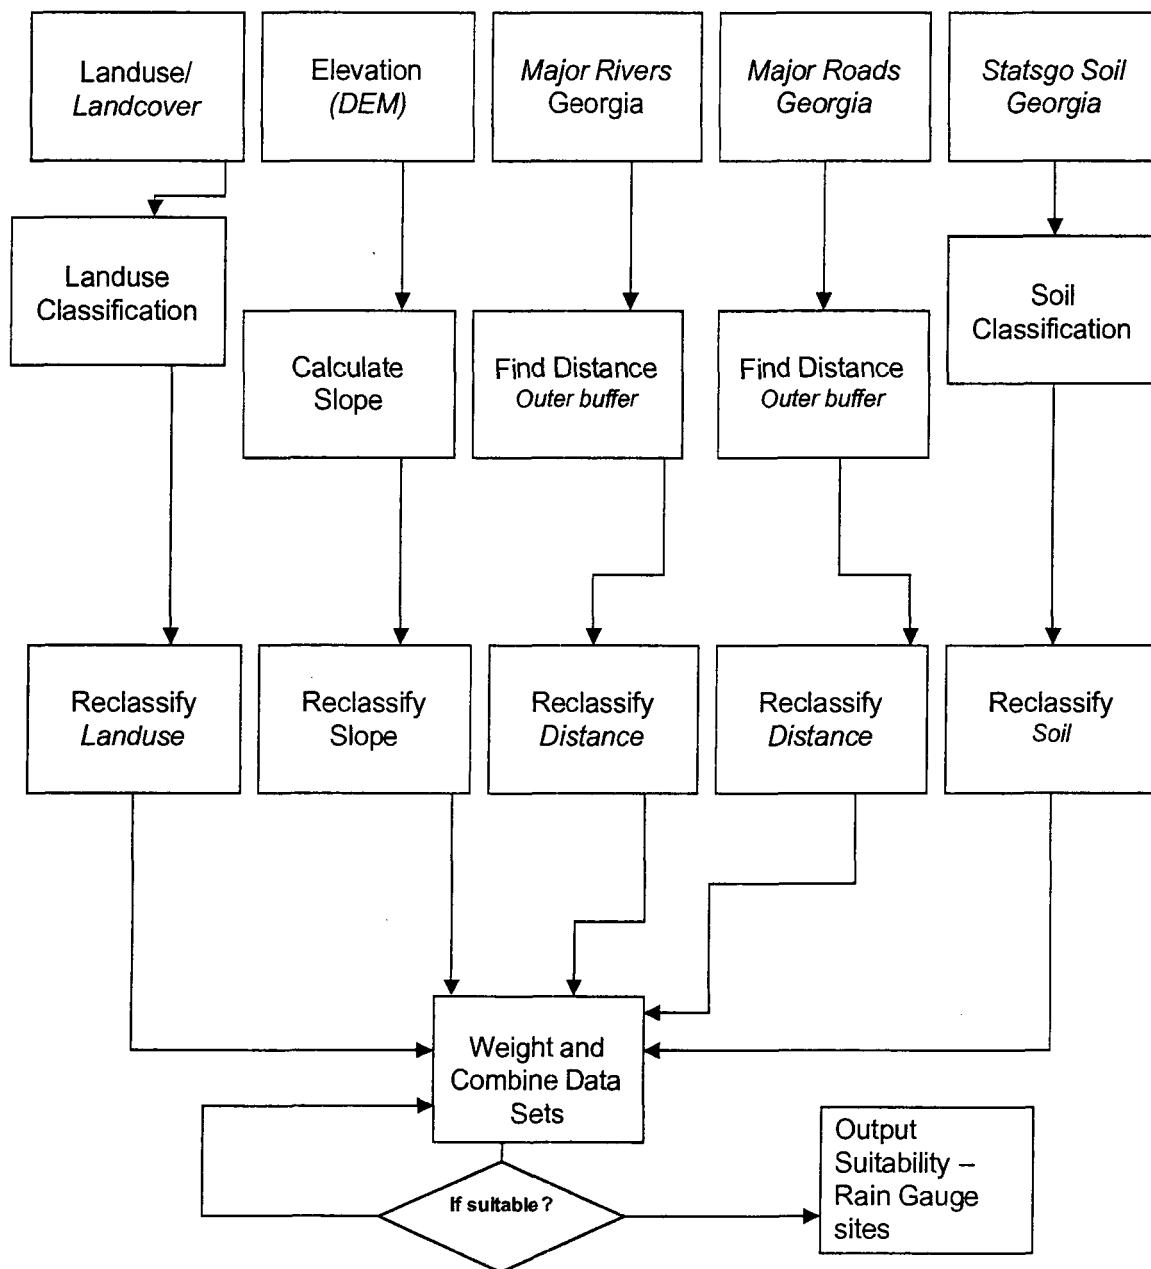 Landuse/
Landcover
Elevation
(DEM)
Major Rivers
Georgia
Major Roads
Georgia
Statsgo Soil
Georgia
Landuse
Classification
Calculate
Slope
Find Distance
Outer buffer
Find Distance
Outer buffer
Soil
Classification
Reclassify
Landuse
Reclassify
Slope
Reclassify
Distance
Reclassify
Distance
Reclassify
Soil
Weight and
Combine Data
Sets
If suitable ?
Output
Suitability –
Rain Gauge
sites